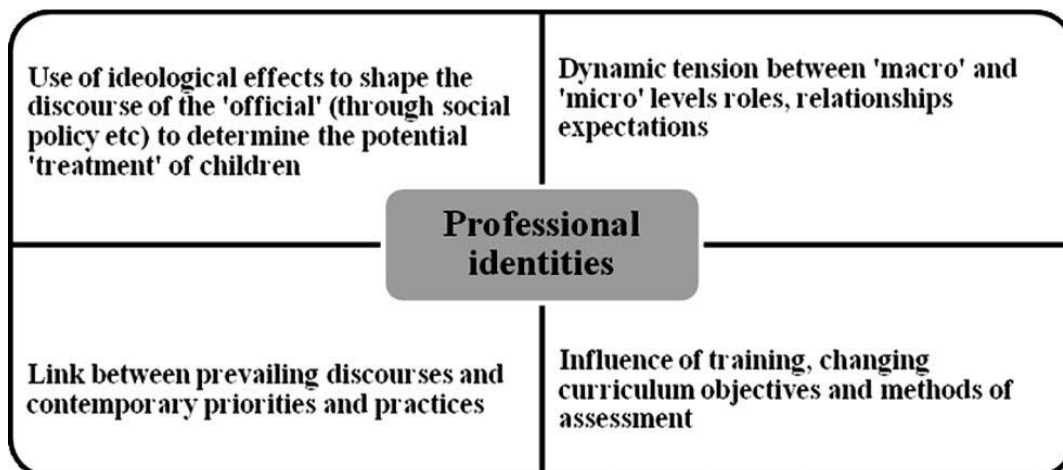 Use of ideological effects to shape the
discourse of the 'official' (through social
policy etc) to determine the potential
'treatment' of children
Dynamic tension between 'macro' and
'micro' levels roles, relationships
expectations
Professional
identities
Link between prevailing discourses and
contemporary priorities and practices
Influence of training, changing
curriculum objectives and methods of
assessment